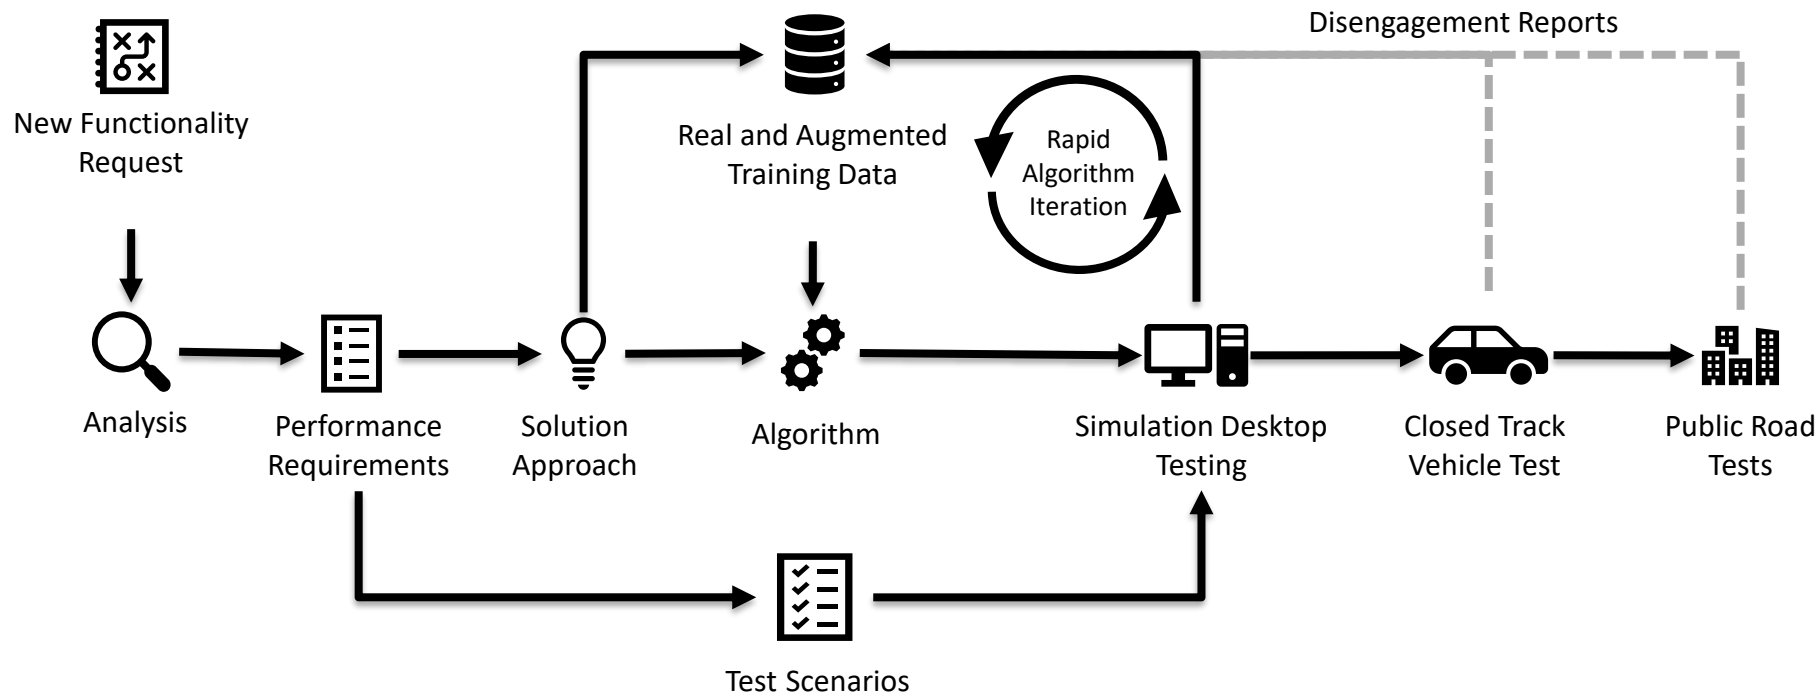 Disengagement Reports
New Functionality
Request
Real and Augmented
Training Data
Rapid
Algorithm
Iteration
Analysis
Performance
Requirements
Solution
Approach
Algorithm
Simulation Desktop
Testing
Closed Track
Vehicle Test
Public Road
Tests
Test Scenarios